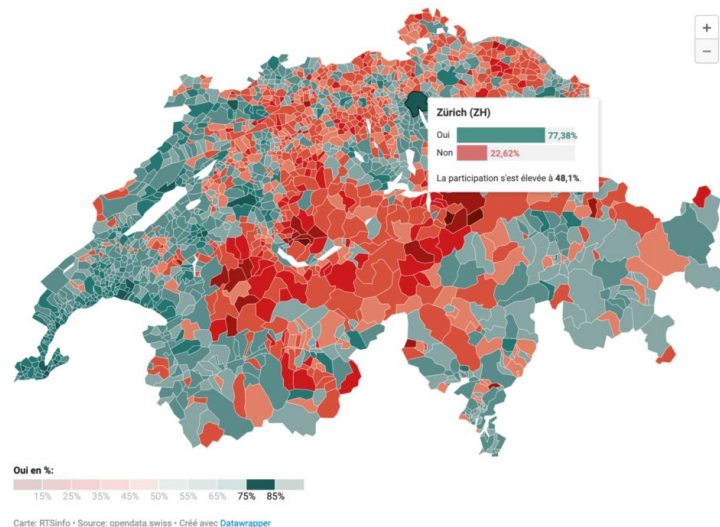 +
−
Zürich (ZH)
Oui 77,38%
Non 22,62%
La participation s'est élevée à 48,1%.
Oui en %:
15% 25% 35% 45% 50% 55% 65% 75% 85%
Carte: RTSinfo • Source: opendata.swiss • Créé avec Datawrapper